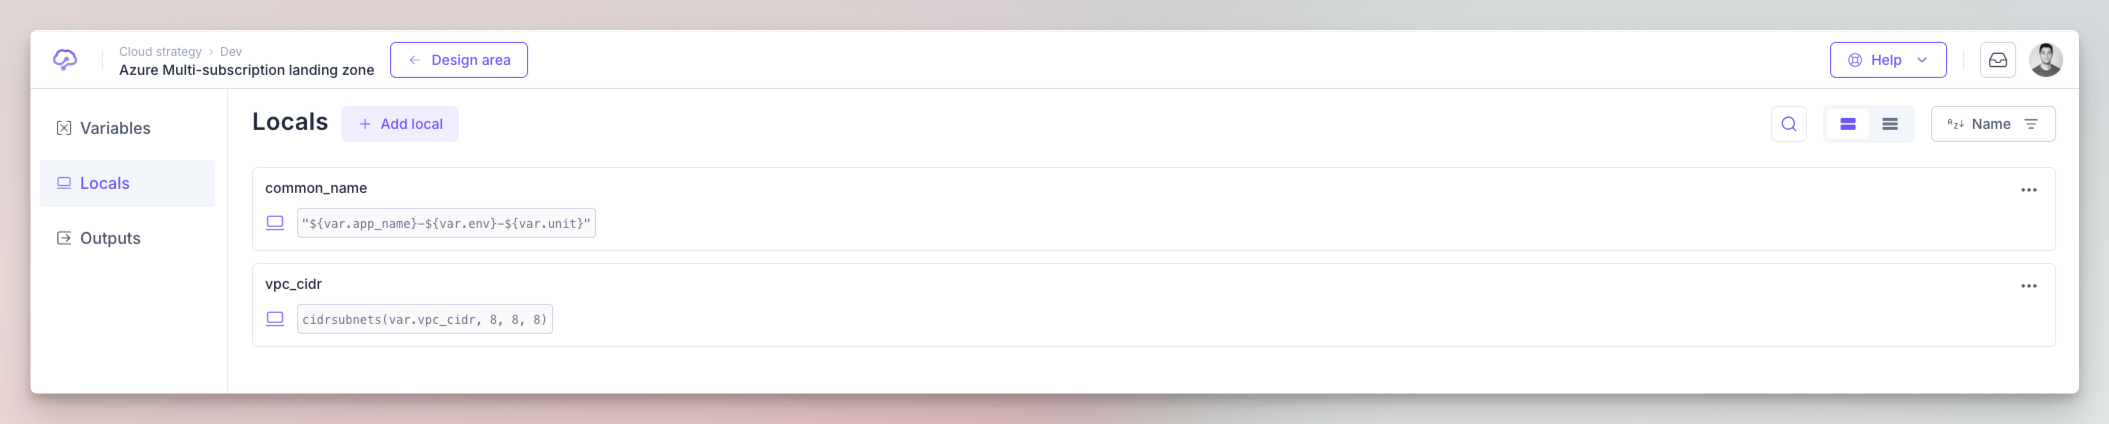 Cloud strategy › Dev
Azure Multi-subscription landing zone
← Design area
Help
Variables
Locals
Outputs
Locals
+ Add local
Name
common_name
"${var.app_name}-${var.env}-${var.unit}"
vpc_cidr
cidrsubnets(var.vpc_cidr, 8, 8, 8)